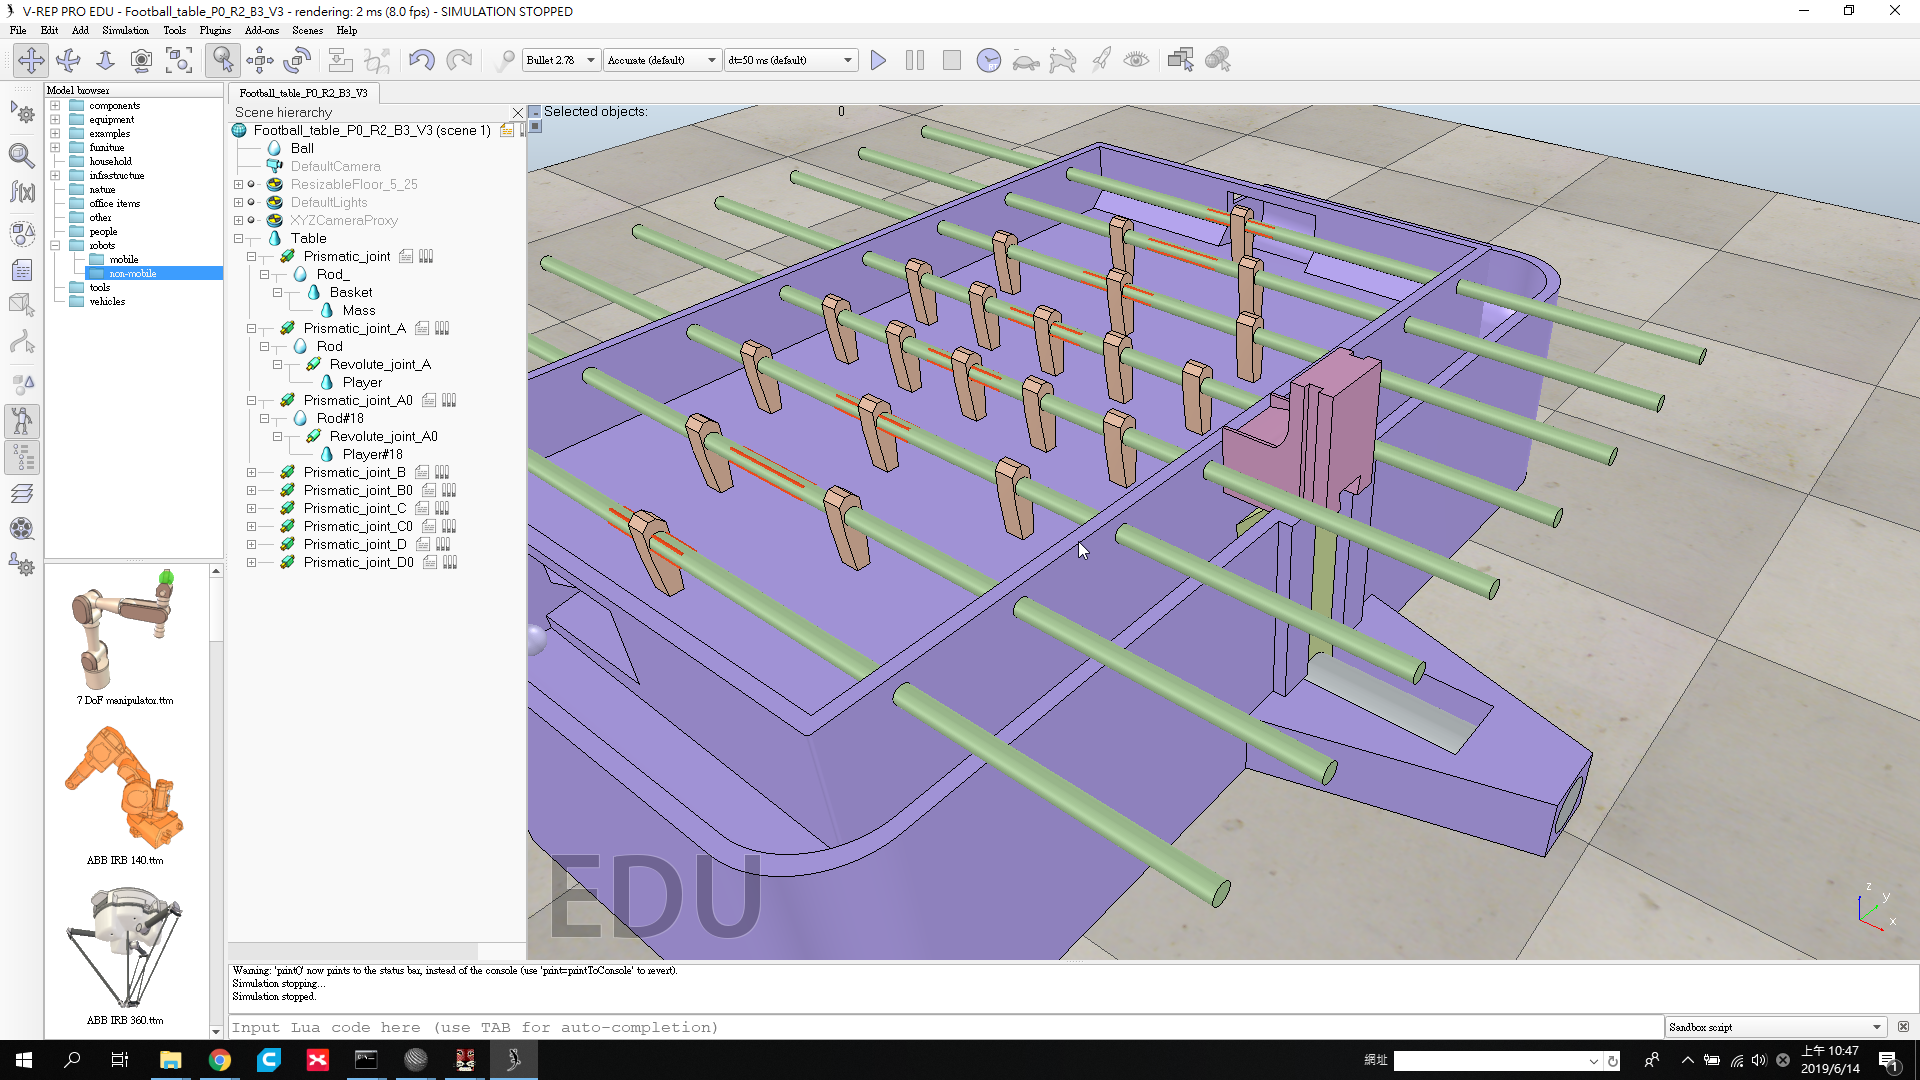 V-REP PRO EDU - Football_table_P0_R2_B3_V3 - rendering: 2 ms (8.0 fps) - SIMULATION STOPPED
File Edit Add Simulation Tools Plugins Add-ons Scenes Help
Bullet 2.78 Accurate (default) dt=50 ms (default)
Model browser
components
equipment
examples
furniture
household
infrastructure
nature
office items
other
people
robots
mobile
non-mobile
tools
vehicles
7 DoF manipulator.ttm
ABB IRB 140.ttm
ABB IRB 360.ttm
Football_table_P0_R2_B3_V3
Scene hierarchy
Football_table_P0_R2_B3_V3 (scene 1)
Ball
DefaultCamera
ResizableFloor_5_25
DefaultLights
XYZCameraProxy
Table
Prismatic_joint
Rod_
Basket
Mass
Prismatic_joint_A
Rod
Revolute_joint_A
Player
Prismatic_joint_A0
Rod#18
Revolute_joint_A0
Player#18
Prismatic_joint_B
Prismatic_joint_B0
Prismatic_joint_C
Prismatic_joint_C0
Prismatic_joint_D
Prismatic_joint_D0
Selected objects: 0
EDU
z
y
x
Warning: 'print()' now prints to the status bar, instead of the console (use 'print=printToConsole' to revert).
Simulation stopping...
Simulation stopped.
Input Lua code here (use TAB for auto-completion)
Sandbox script
網址
上午 10:47
2019/6/14
1